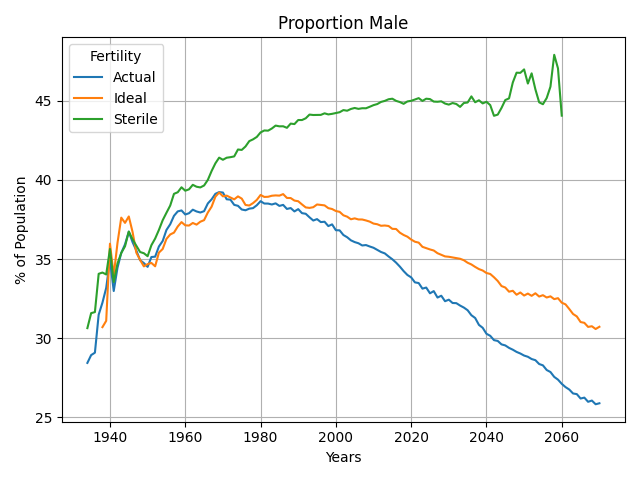 Proportion Male
Fertility
Actual
Ideal
Sterile
% of Population
45
40
35
30
25
1940
1960
1980
2000
2020
2040
2060
Years